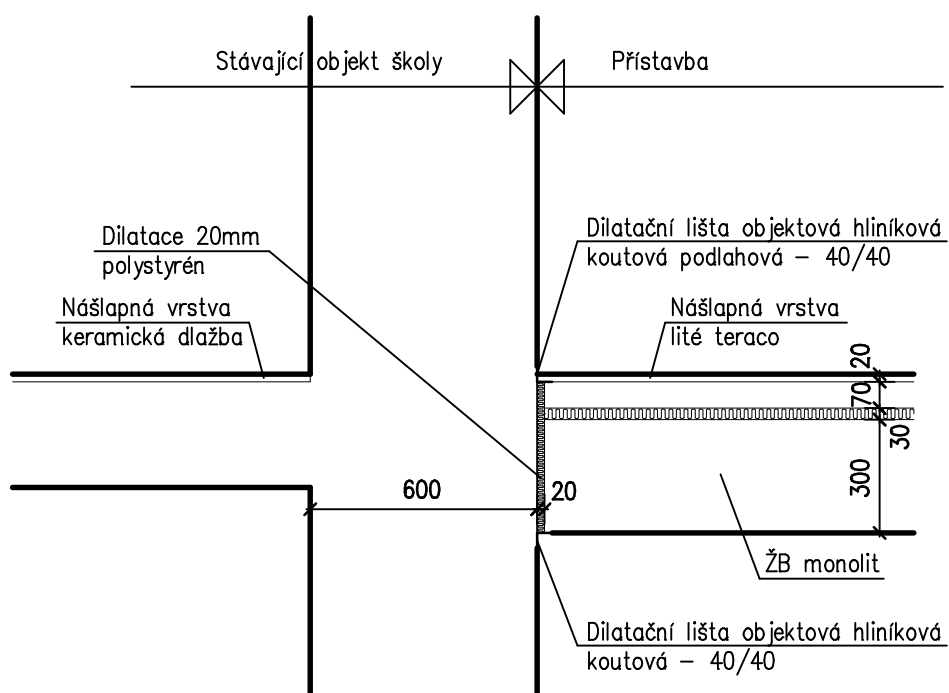 Stávající objekt školy
Přístavba
Dilatační lišta objektová hliníková
koutová podlahová – 40/40
Dilatace 20mm
polystyrén
Nášlapná vrstva
keramická dlažba
Nášlapná vrstva
lité teraco
20
70
30
300
600
20
ŽB monolit
Dilatační lišta objektová hliníková
koutová – 40/40